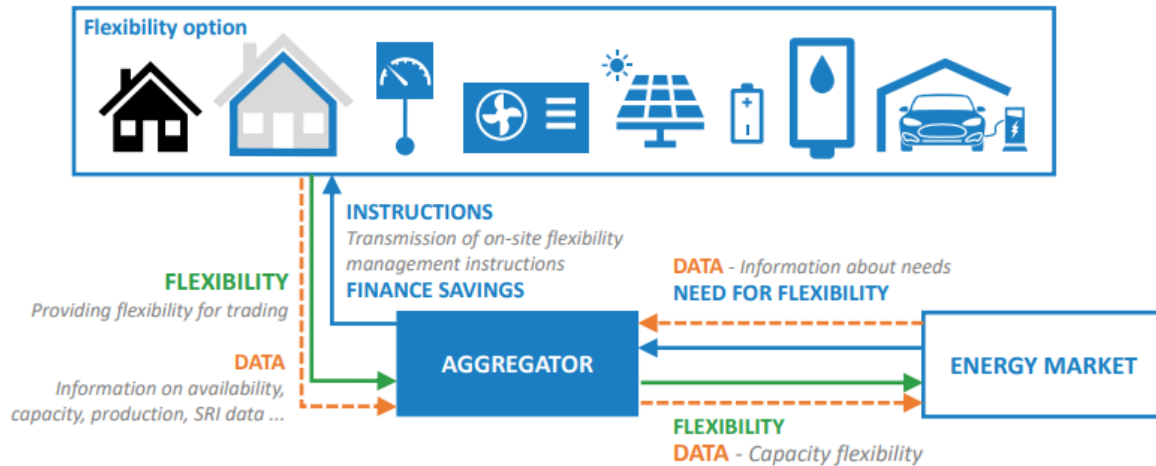 Flexibility option
INSTRUCTIONS
Transmission of on-site flexibility
management instructions
FINANCE SAVINGS
FLEXIBILITY
Providing flexibility for trading
DATA
Information on availability,
capacity, production, SRI data ...
DATA - Information about needs
NEED FOR FLEXIBILITY
AGGREGATOR
ENERGY MARKET
FLEXIBILITY
DATA - Capacity flexibility